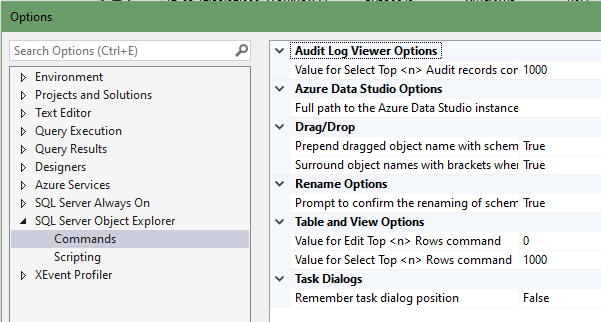 Options
Search Options (Ctrl+E)
Environment
Projects and Solutions
Text Editor
Query Execution
Query Results
Designers
Azure Services
SQL Server Always On
SQL Server Object Explorer
Commands
Scripting
XEvent Profiler
Audit Log Viewer Options
Value for Select Top <n> Audit records con 1000
Azure Data Studio Options
Full path to the Azure Data Studio instance
Drag/Drop
Prepend dragged object name with schem True
Surround object names with brackets whe True
Rename Options
Prompt to confirm the renaming of schem True
Table and View Options
Value for Edit Top <n> Rows command 0
Value for Select Top <n> Rows command 1000
Task Dialogs
Remember task dialog position False